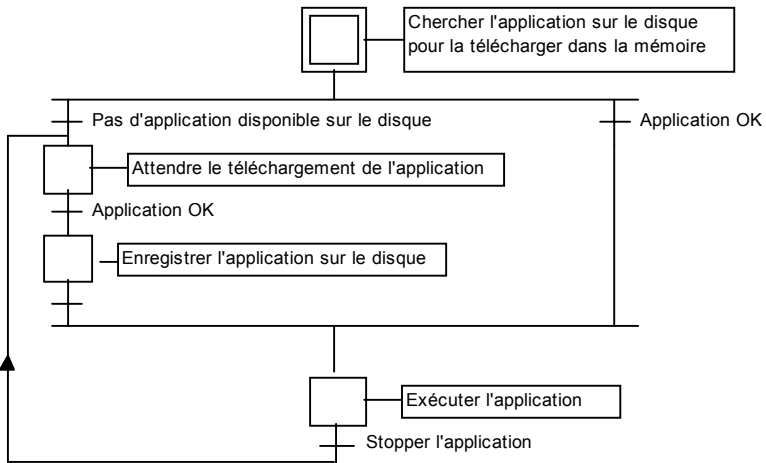 Chercher l'application sur le disque
pour la télécharger dans la mémoire
Pas d'application disponible sur le disque
Application OK
Attendre le téléchargement de l'application
Application OK
Enregistrer l'application sur le disque
Exécuter l'application
Stopper l'application